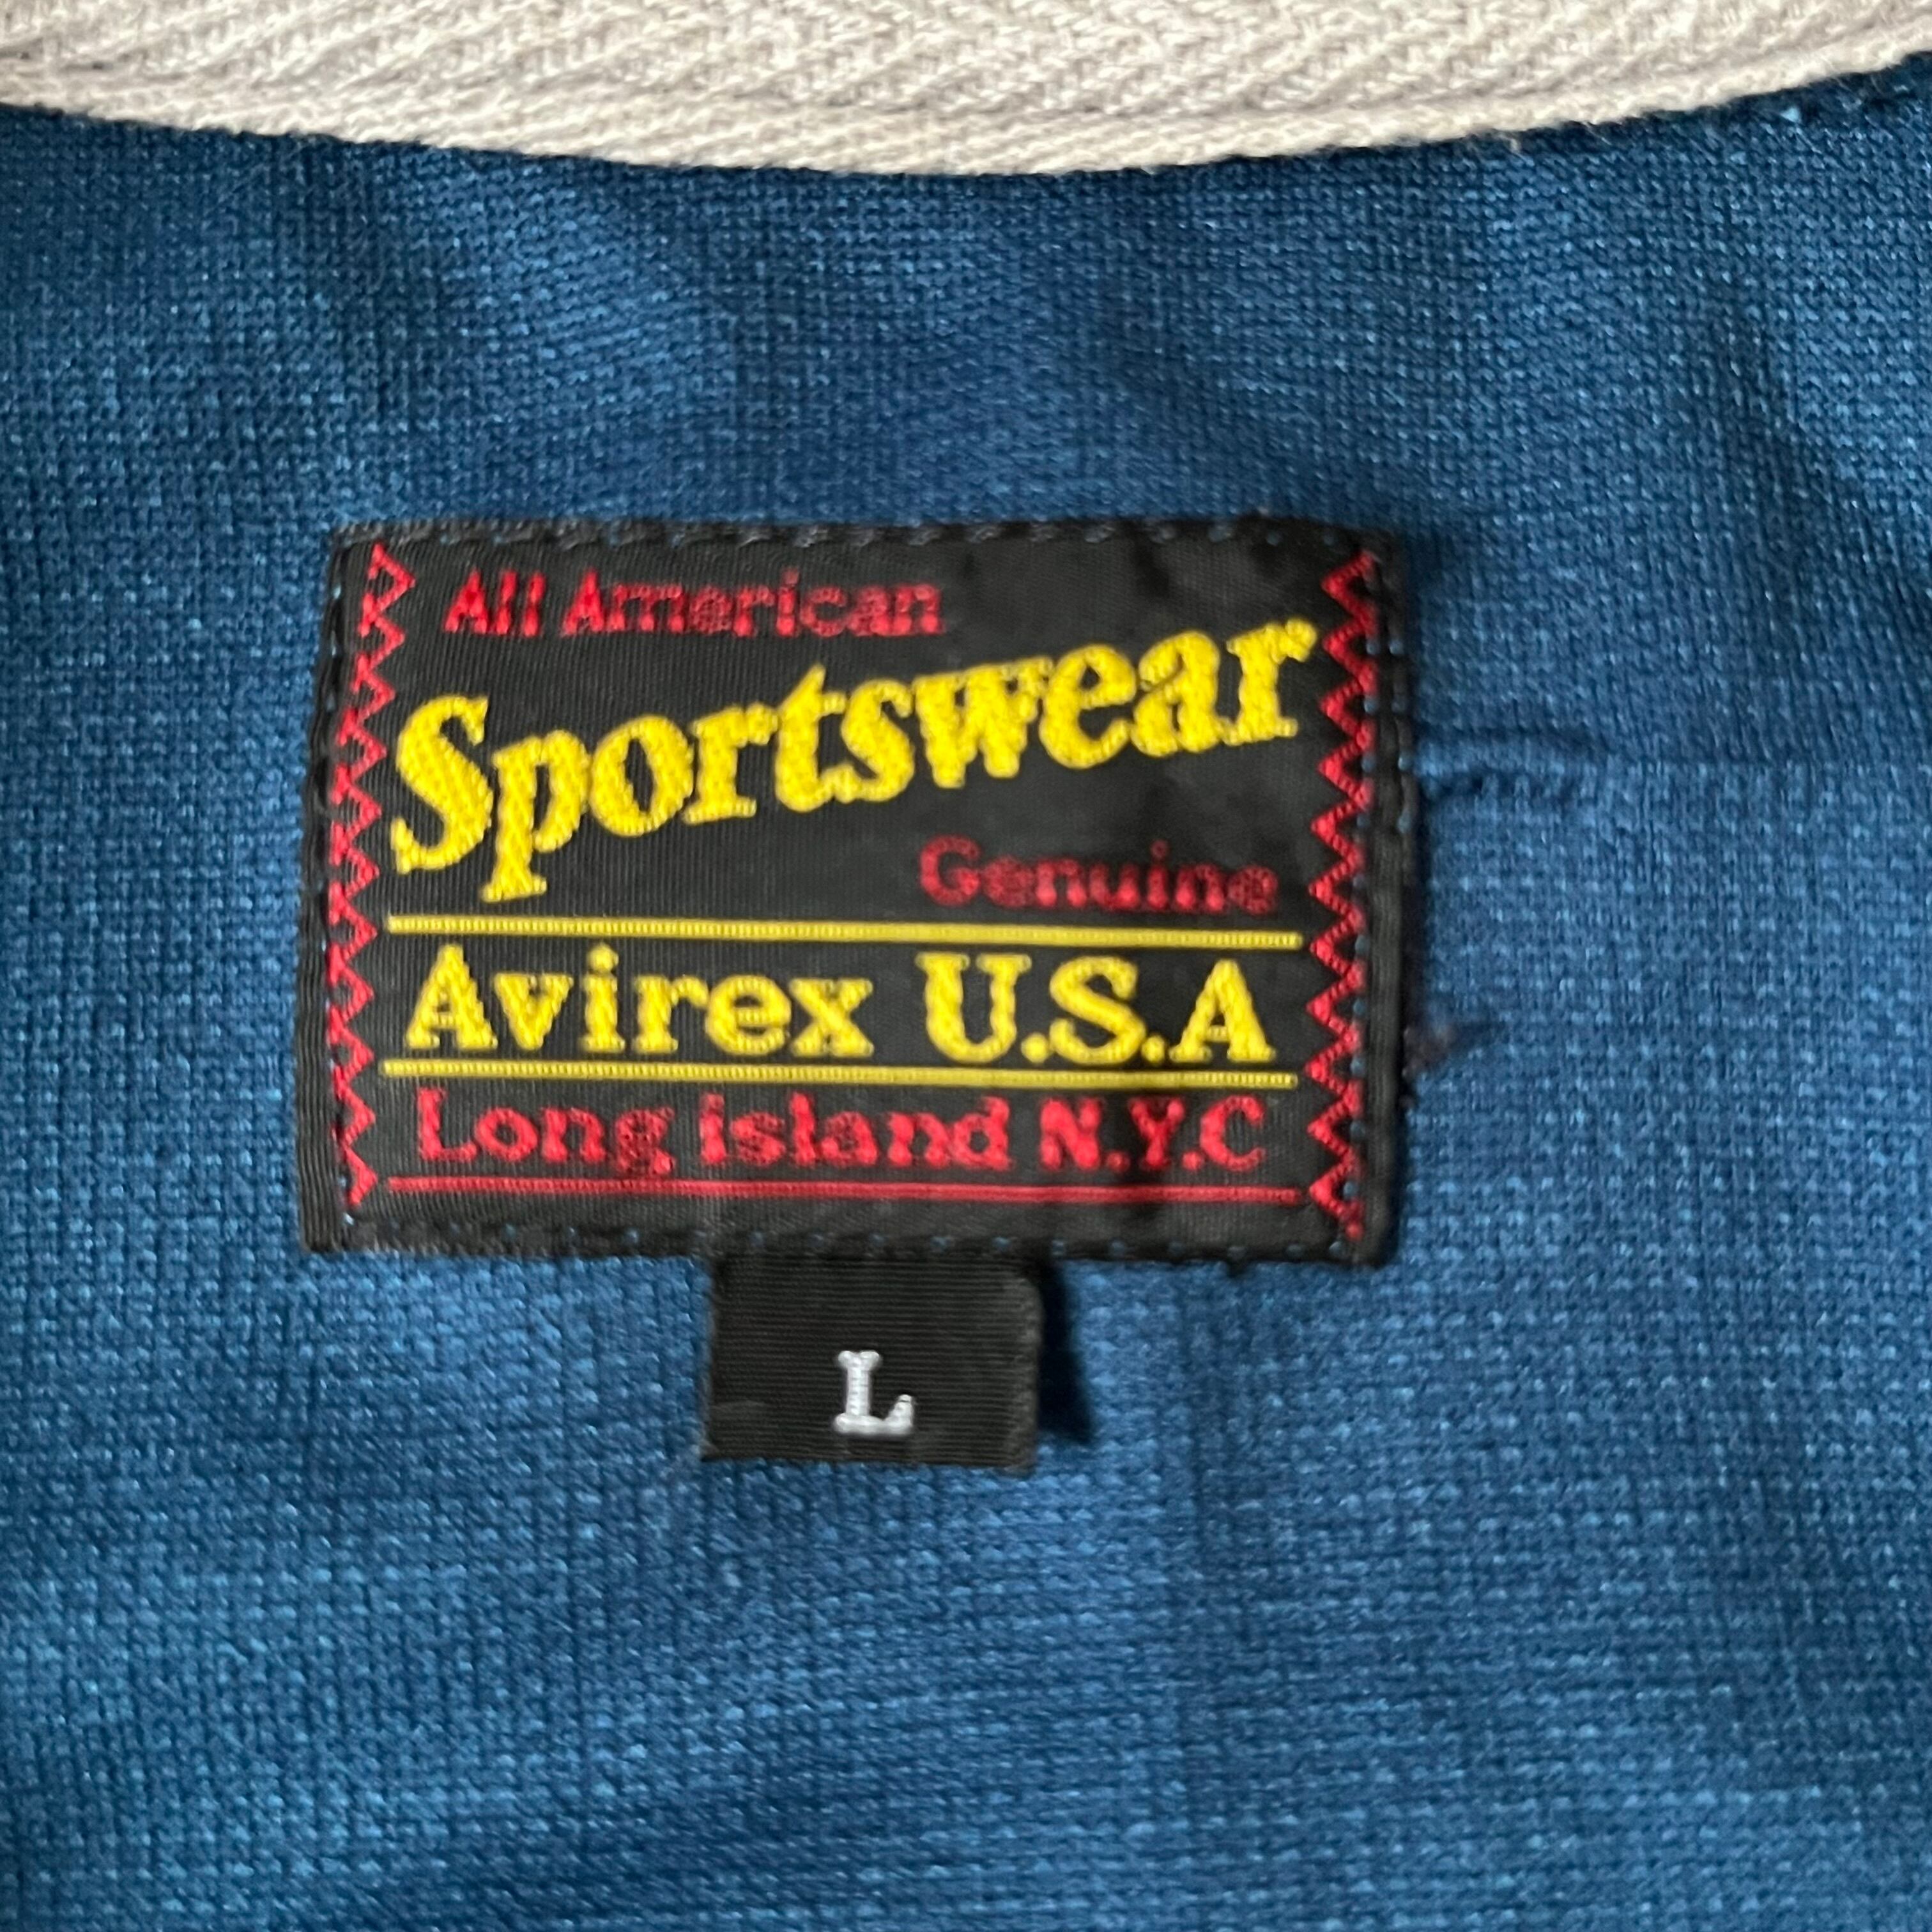 All American
Sportswear
Genuine
Avirex U.S.A
Long island N.Y.C
L